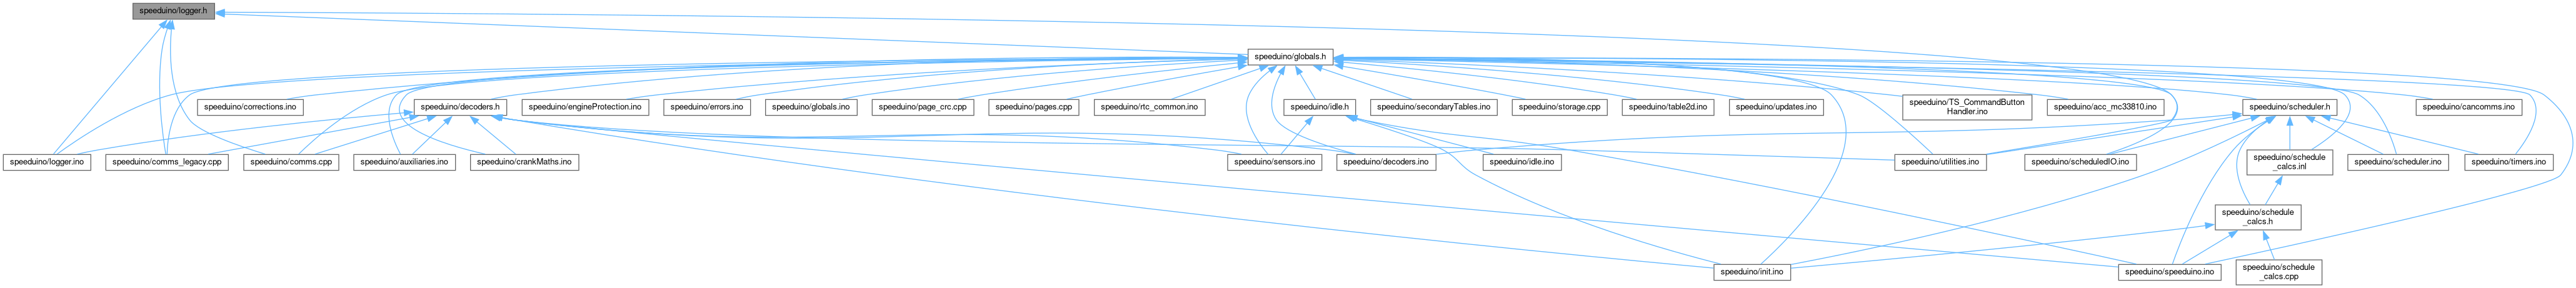 speeduino/logger.h
speeduino/globals.h
speeduino/corrections.ino
speeduino/decoders.h
speeduino/engineProtection.ino
speeduino/errors.ino
speeduino/globals.ino
speeduino/page_crc.cpp
speeduino/pages.cpp
speeduino/rtc_common.ino
speeduino/idle.h
speeduino/secondaryTables.ino
speeduino/storage.cpp
speeduino/table2d.ino
speeduino/updates.ino
speeduino/TS_CommandButton
Handler.ino
speeduino/acc_mc33810.ino
speeduino/scheduler.h
speeduino/cancomms.ino
speeduino/logger.ino
speeduino/comms_legacy.cpp
speeduino/comms.cpp
speeduino/auxiliaries.ino
speeduino/crankMaths.ino
speeduino/sensors.ino
speeduino/decoders.ino
speeduino/idle.ino
speeduino/utilities.ino
speeduino/scheduledIO.ino
speeduino/schedule
_calcs.inl
speeduino/scheduler.ino
speeduino/timers.ino
speeduino/schedule
_calcs.h
speeduino/init.ino
speeduino/speeduino.ino
speeduino/schedule
_calcs.cpp